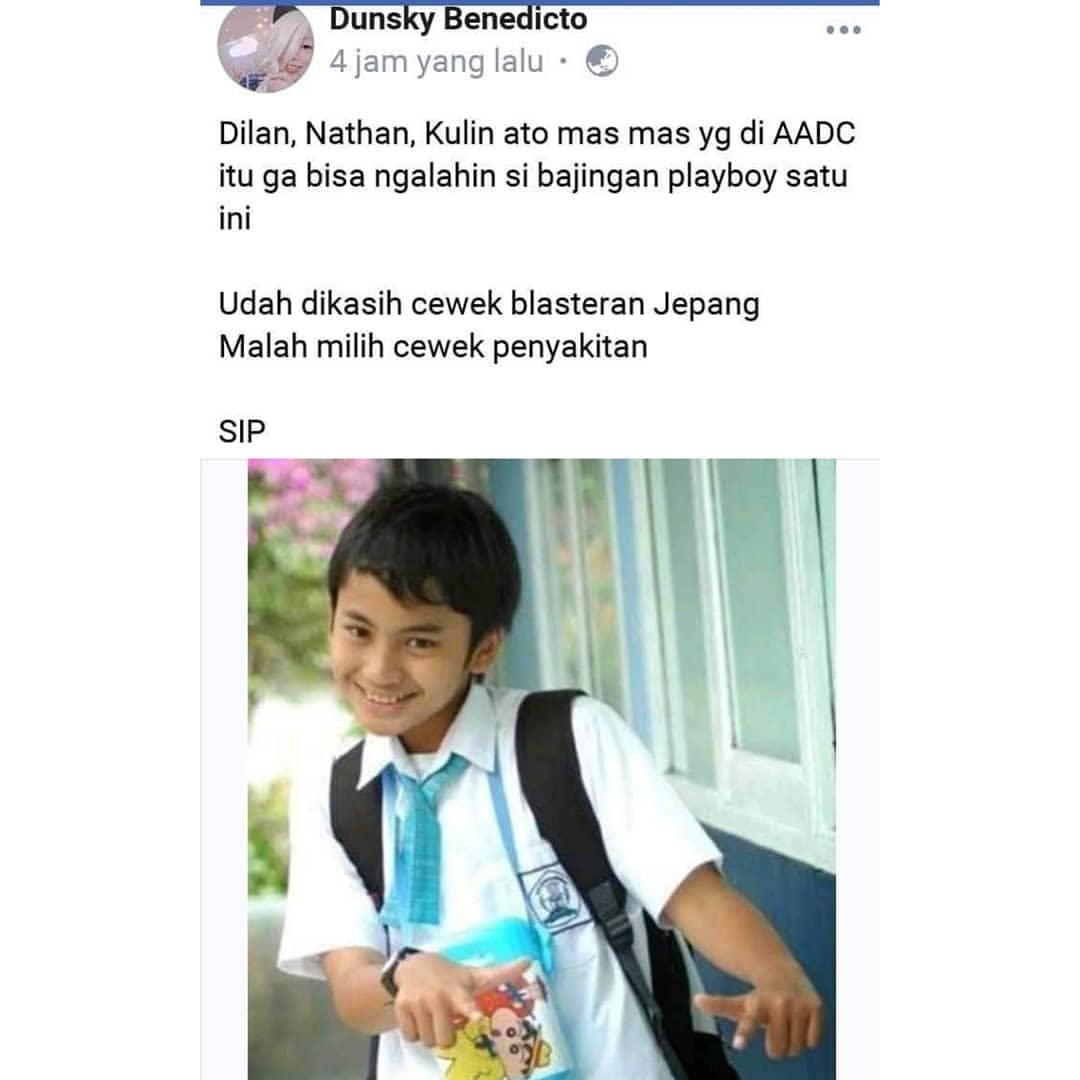 Dunsky Benedicto
4 jam yang lalu
Dilan, Nathan, Kulin ato mas mas yg di AADC
itu ga bisa ngalahin si bajingan playboy satu
ini
Udah dikasih cewek blasteran Jepang
Malah milih cewek penyakitan
SIP